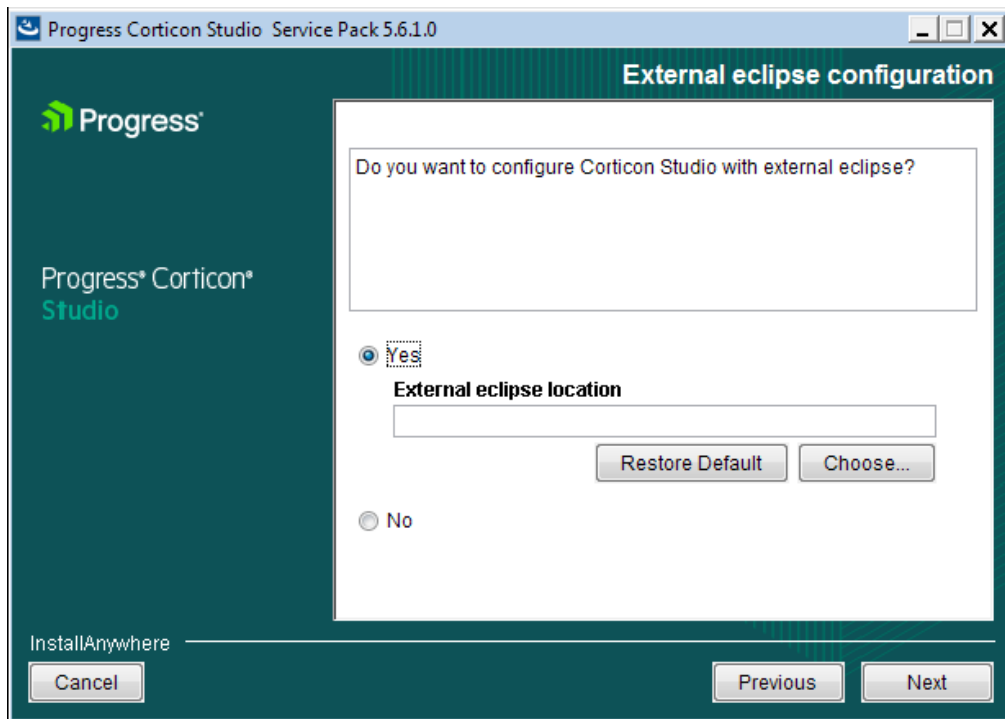 Progress Corticon Studio Service Pack 5.6.1.0
External eclipse configuration
Progress®
Do you want to configure Corticon Studio with external eclipse?
Progress® Corticon®
Studio
Yes
External eclipse location
Restore Default
Choose...
No
InstallAnywhere
Cancel
Previous
Next